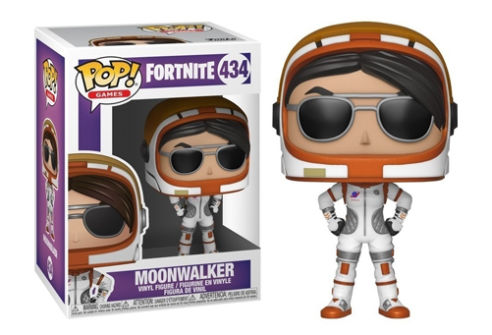 POP!
GAMES
FORTNITE 434
MOONWALKER
VINYL FIGURE / FIGURINE EN VINYLE
FIGURA DE VINIL